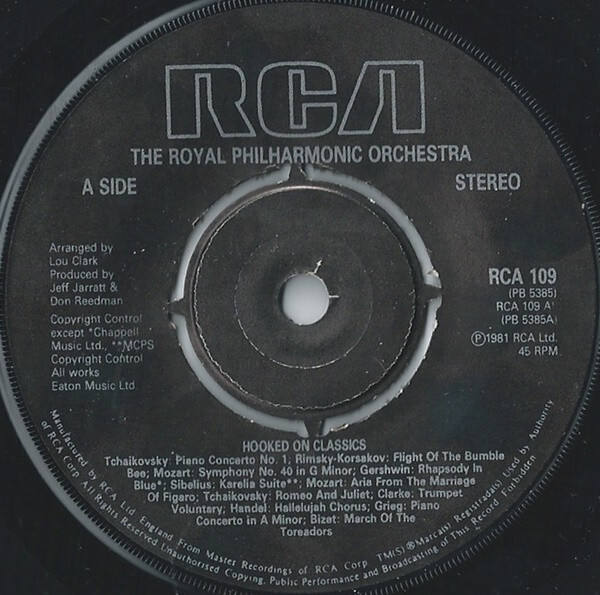 RCA
THE ROYAL PHILHARMONIC ORCHESTRA
A SIDE
STEREO
Arranged by
Lou Clark
Produced by
Jeff Jarratt &
Don Reedman
Copyright Control
except *Chappell
Music Ltd., **MCPS
Copyright Control
All works
Eaton Music Ltd
RCA 109
(PB 5385)
RCA 109 A'
(PB 5385A)
Ⓟ1981 RCA Ltd.
45 RPM
HOOKED ON CLASSICS
Tchaikovsky: Piano Concerto No. 1; Rimsky-Korsakov: Flight Of The Bumble
Bee; Mozart: Symphony No. 40 in G Minor; Gershwin: Rhapsody In
Blue*; Sibelius: Karelia Suite**; Mozart: Aria From The Marriage
Of Figaro; Tchaikovsky: Romeo And Juliet; Clarke: Trumpet
Voluntary; Handel: Hallelujah Chorus; Grieg: Piano
Concerto in A Minor; Bizet: March Of The
Toreadors
Manufactured by RCA Ltd. England From Master Recordings of RCA Corp TM(S)®Marca(s) Registrada(s) used by Authority
of RCA Corp All Rights Reserved Unauthorised Copying, Public Performance and Broadcasting of This Record Forbidden